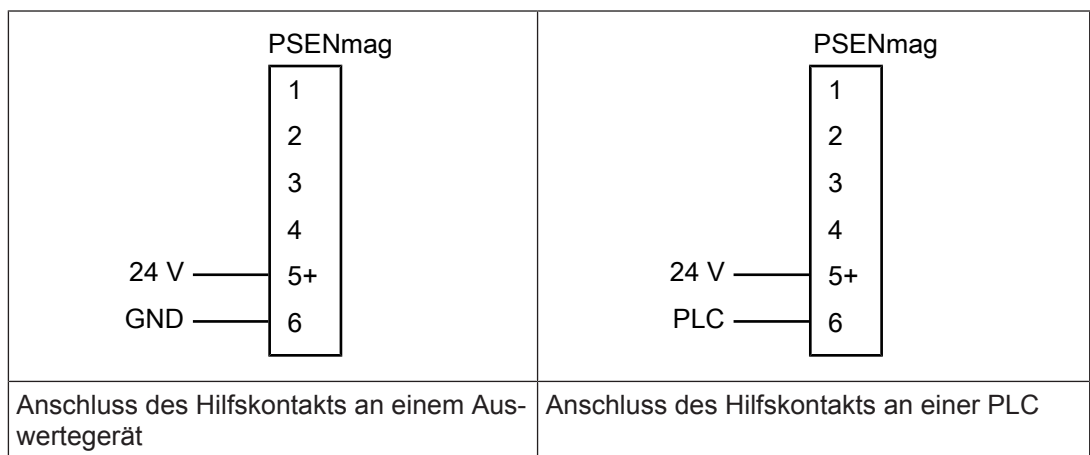 PSENmag
1
2
3
4
24 V 5+
GND 6
Anschluss des Hilfskontakts an einem Aus-
wertegerät
PSENmag
1
2
3
4
24 V 5+
PLC 6
Anschluss des Hilfskontakts an einer PLC